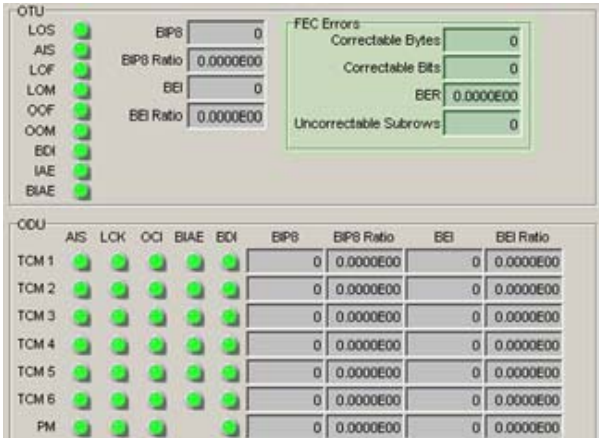 OTU
LOS
AIS
LOF
LOM
OOF
OOM
BDI
IAE
BIAE
BIP8 0
BIP8 Ratio 0.0000E00
BEI 0
BEI Ratio 0.0000E00
FEC Errors
Correctable Bytes 0
Correctable Bits 0
BER 0.0000E00
Uncorrectable Subrows 0
ODU
AIS LCK OCI BIAE BDI BIP8 BIP8 Ratio BEI BEI Ratio
TCM 1 0 0.0000E00 0 0.0000E00
TCM 2 0 0.0000E00 0 0.0000E00
TCM 3 0 0.0000E00 0 0.0000E00
TCM 4 0 0.0000E00 0 0.0000E00
TCM 5 0 0.0000E00 0 0.0000E00
TCM 6 0 0.0000E00 0 0.0000E00
PM 0 0.0000E00 0 0.0000E00